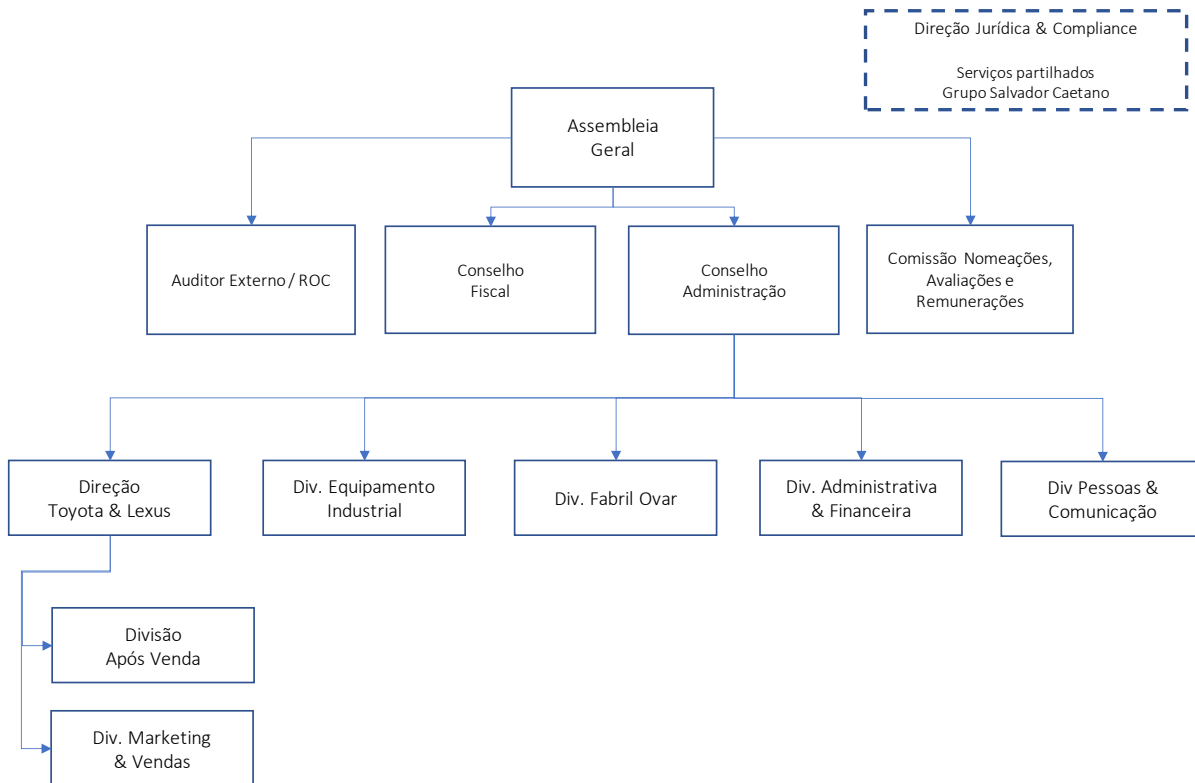 Direção Jurídica & Compliance
Serviços partilhados
Grupo Salvador Caetano
Assembleia
Geral
Auditor Externo / ROC
Conselho
Fiscal
Conselho
Administração
Comissão Nomeações,
Avaliações e
Remunerações
Direção
Toyota & Lexus
Div. Equipamento
Industrial
Div. Fabril Ovar
Div. Administrativa
& Financeira
Div Pessoas &
Comunicação
Divisão
Após Venda
Div. Marketing
& Vendas